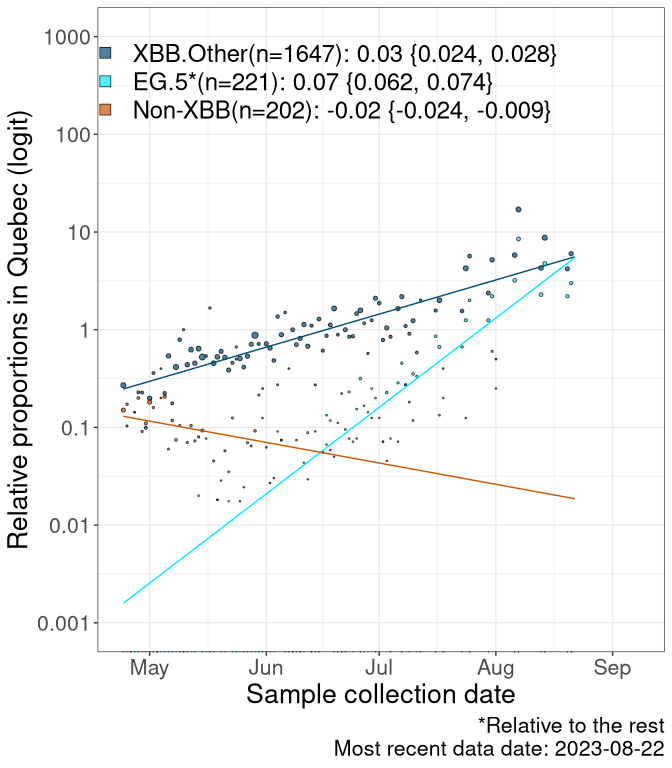 1000
100
10
1
0.1
0.01
0.001
Relative proportions in Quebec (logit)
XBB.Other(n=1647): 0.03 {0.024, 0.028}
EG.5*(n=221): 0.07 {0.062, 0.074}
Non-XBB(n=202): -0.02 {-0.024, -0.009}
May Jun Jul Aug Sep
Sample collection date
*Relative to the rest
Most recent data date: 2023-08-22